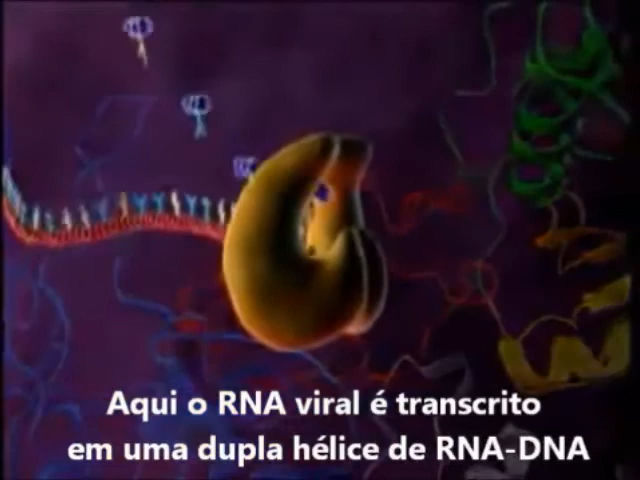 Aqui o RNA viral é transcrito
em uma dupla hélice de RNA-DNA